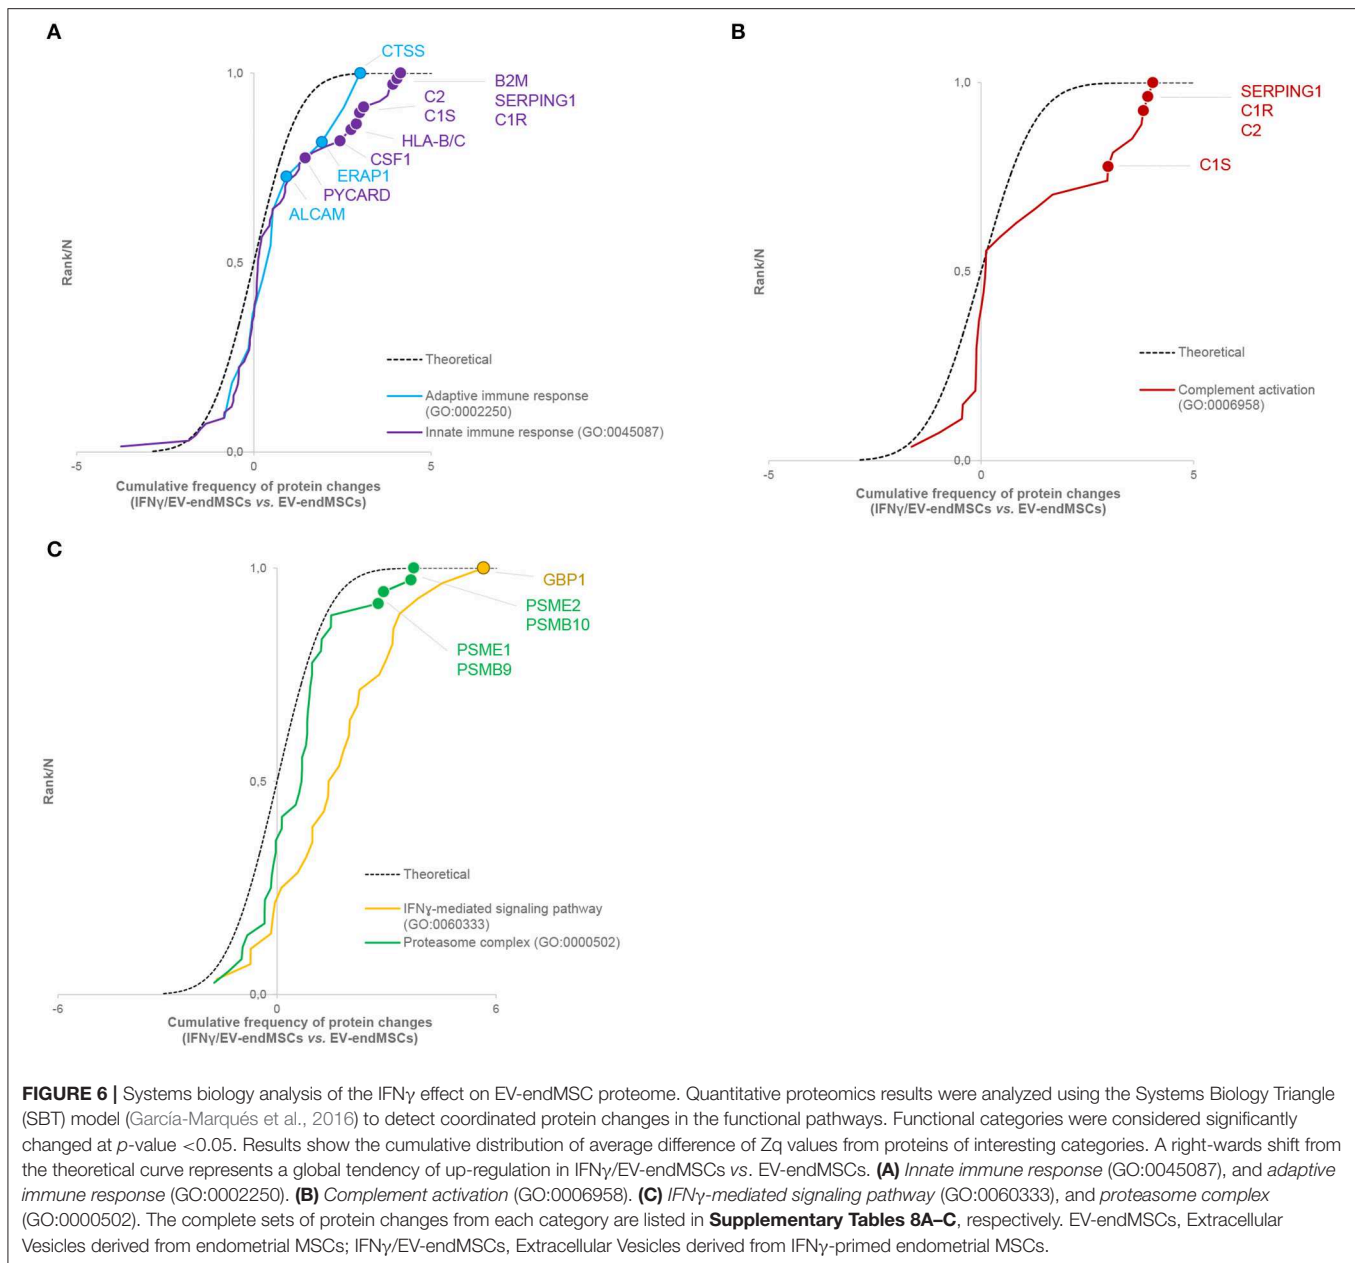 A
CTSS
1,0
B2M
C2
SERPING1
C1S
C1R
HLA-B/C
CSF1
ERAP1
PYCARD
ALCAM
Rank/N
0,5
Theoretical
Adaptive immune response
(GO:0002250)
Innate immune response (GO:0045087)
0,0
-5
0
5
Cumulative frequency of protein changes
(IFNγ/EV-endMSCs vs. EV-endMSCs)
B
1,0
SERPING1
C1R
C2
C1S
Rank/N
0,5
Theoretical
Complement activation
(GO:0006958)
0,0
-5
0
5
Cumulative frequency of protein changes
(IFNγ/EV-endMSCs vs. EV-endMSCs)
C
1,0
GBP1
PSME2
PSMB10
PSME1
PSMB9
Rank/N
0,5
Theoretical
IFNγ-mediated signaling pathway
(GO:0060333)
Proteasome complex (GO:0000502)
0,0
-6
0
6
Cumulative frequency of protein changes
(IFNγ/EV-endMSCs vs. EV-endMSCs)
FIGURE 6 | Systems biology analysis of the IFNγ effect on EV-endMSC proteome. Quantitative proteomics results were analyzed using the Systems Biology Triangle
(SBT) model (García-Marqués et al., 2016) to detect coordinated protein changes in the functional pathways. Functional categories were considered significantly
changed at p-value <0.05. Results show the cumulative distribution of average difference of Zq values from proteins of interesting categories. A right-wards shift from
the theoretical curve represents a global tendency of up-regulation in IFNγ/EV-endMSCs vs. EV-endMSCs. (A) Innate immune response (GO:0045087), and adaptive
immune response (GO:0002250). (B) Complement activation (GO:0006958). (C) IFNγ-mediated signaling pathway (GO:0060333), and proteasome complex
(GO:0000502). The complete sets of protein changes from each category are listed in Supplementary Tables 8A–C, respectively. EV-endMSCs, Extracellular
Vesicles derived from endometrial MSCs; IFNγ/EV-endMSCs, Extracellular Vesicles derived from IFNγ-primed endometrial MSCs.